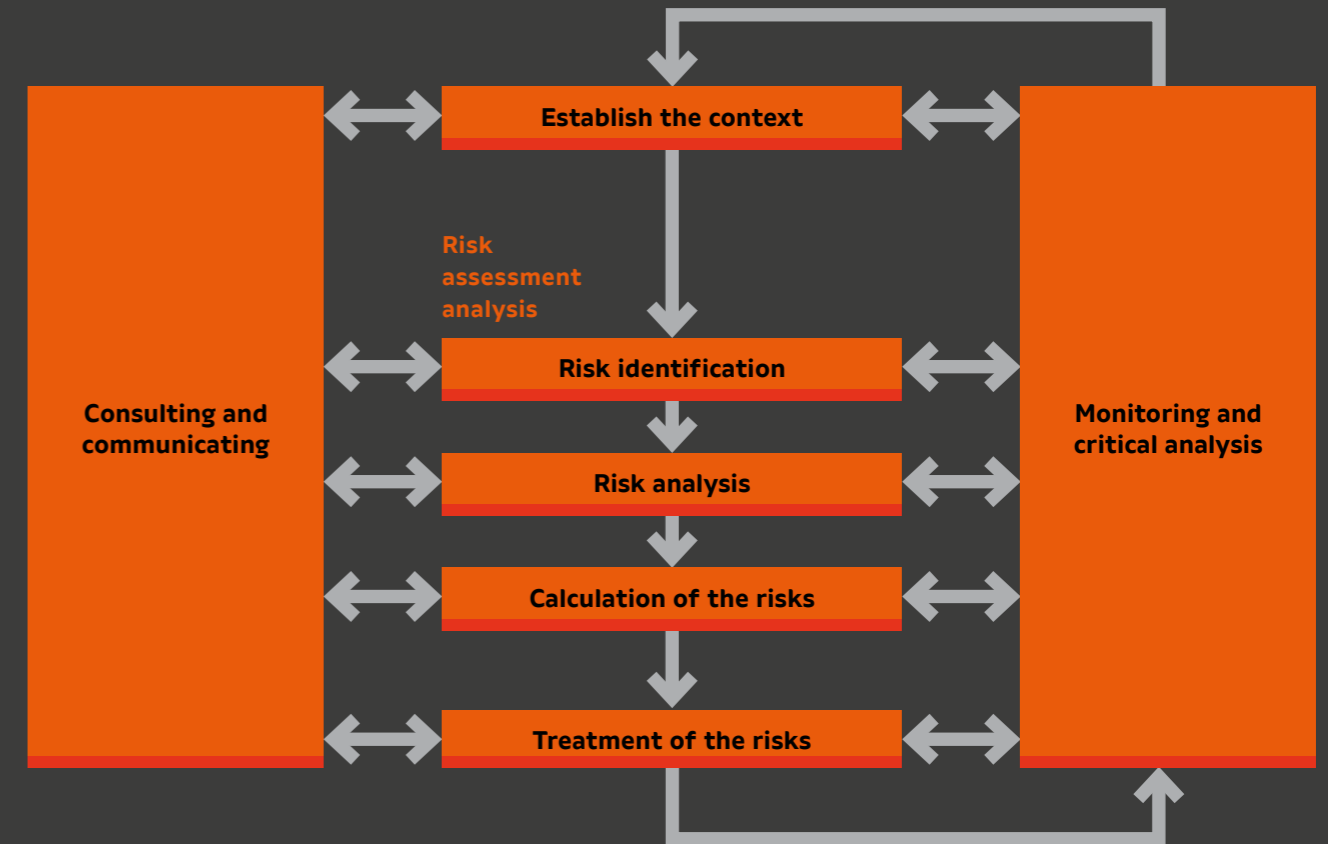 Establish the context
Risk
assessment
analysis
Risk identification
Consulting and
communicating
Monitoring and
critical analysis
Risk analysis
Calculation of the risks
Treatment of the risks